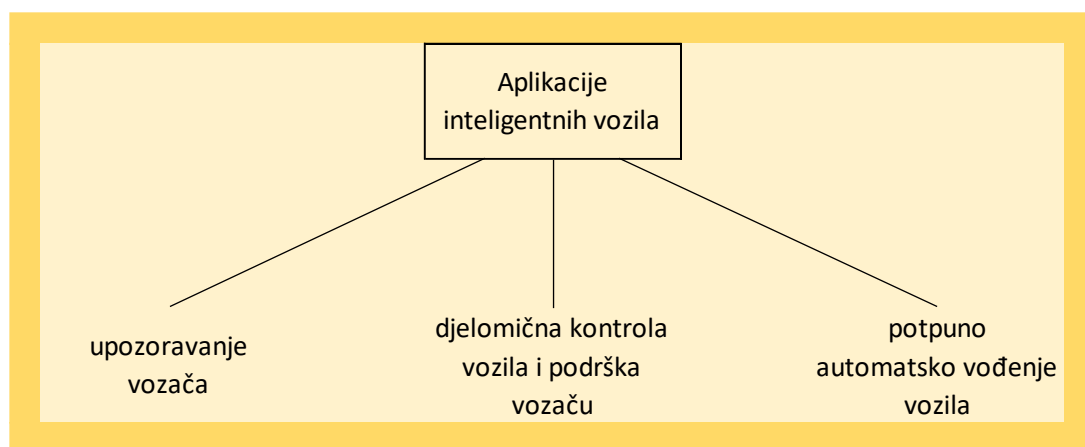 Aplikacije
inteligentnih vozila
upozoravanje
vozača
djelomična kontrola
vozila i podrška
vozaču
potpuno
automatsko vođenje
vozila